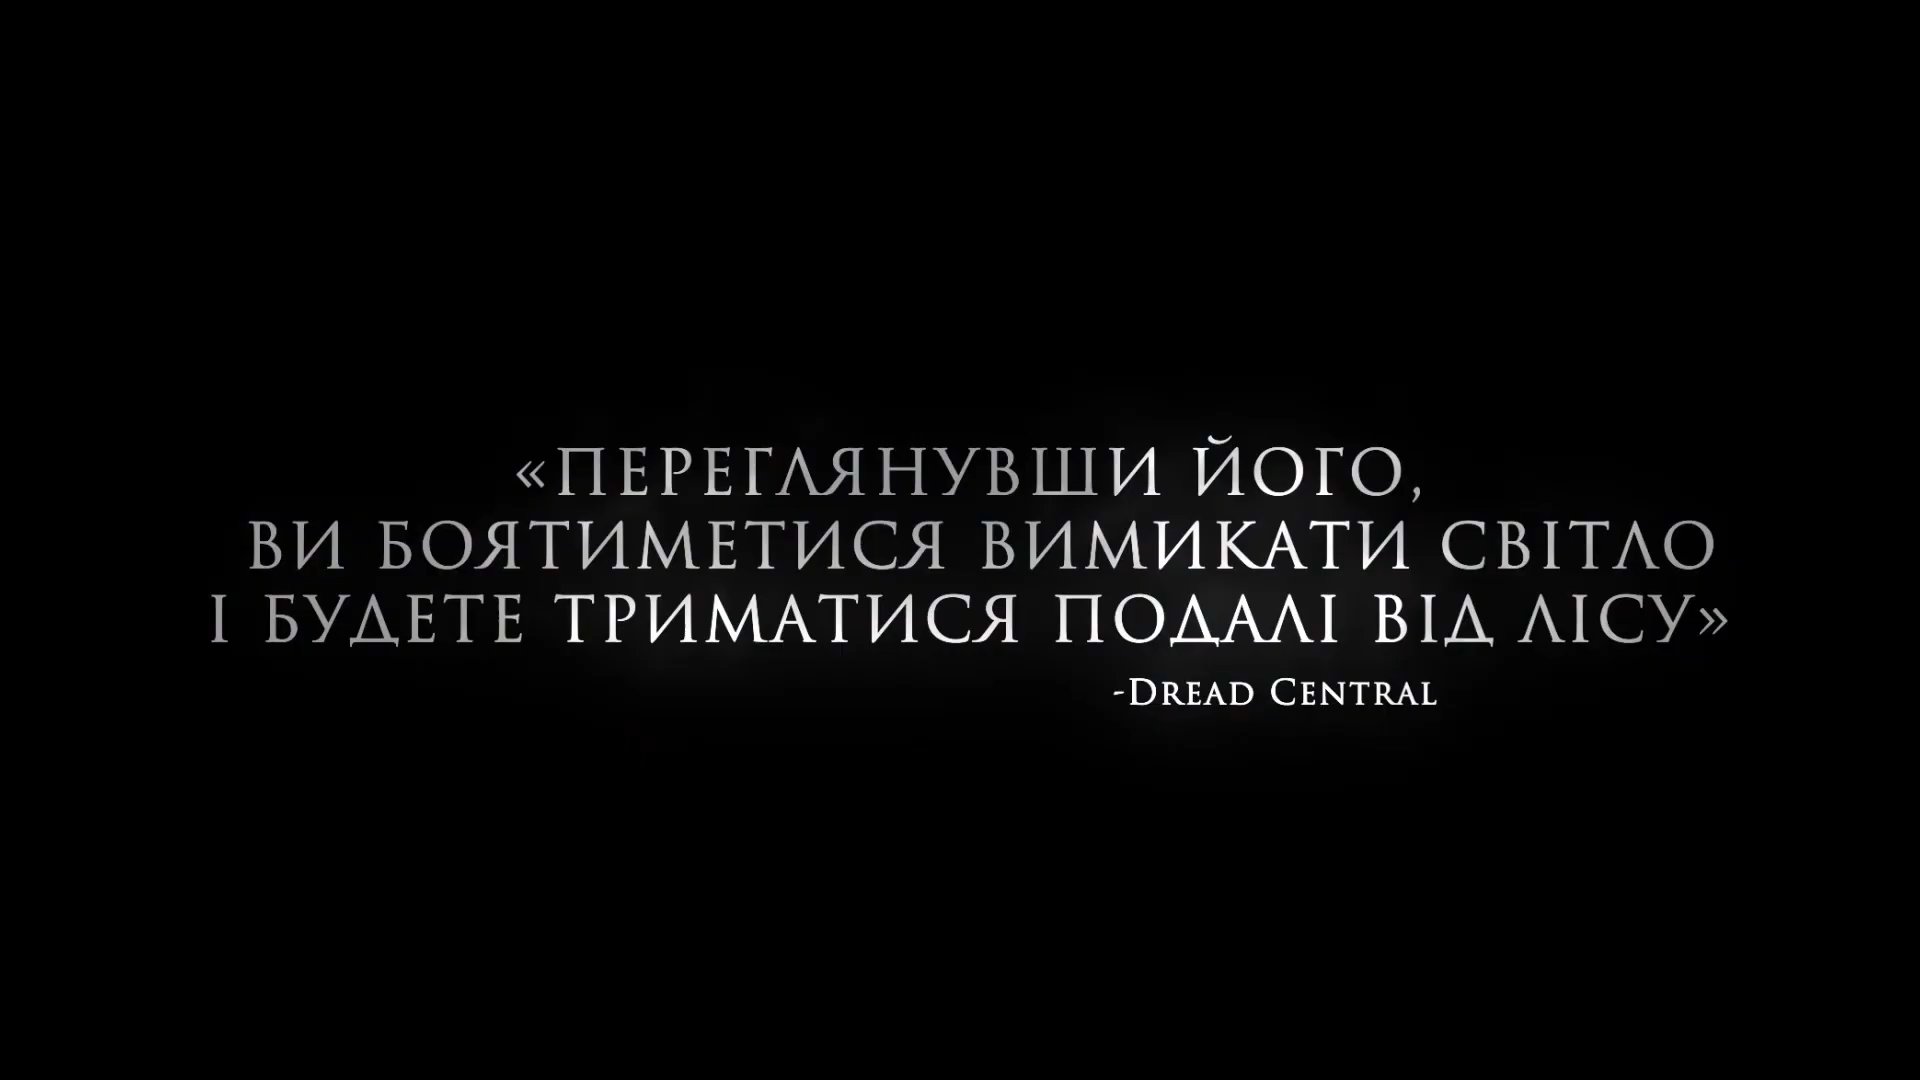 «ПЕРЕГЛЯНУВШИ ЙОГО,
ВИ БОЯТИМЕТИСЯ ВИМИКАТИ СВІТЛО
І БУДЕТЕ ТРИМАТИСЯ ПОДАЛІ ВІД ЛІСУ»
-DREAD CENTRAL